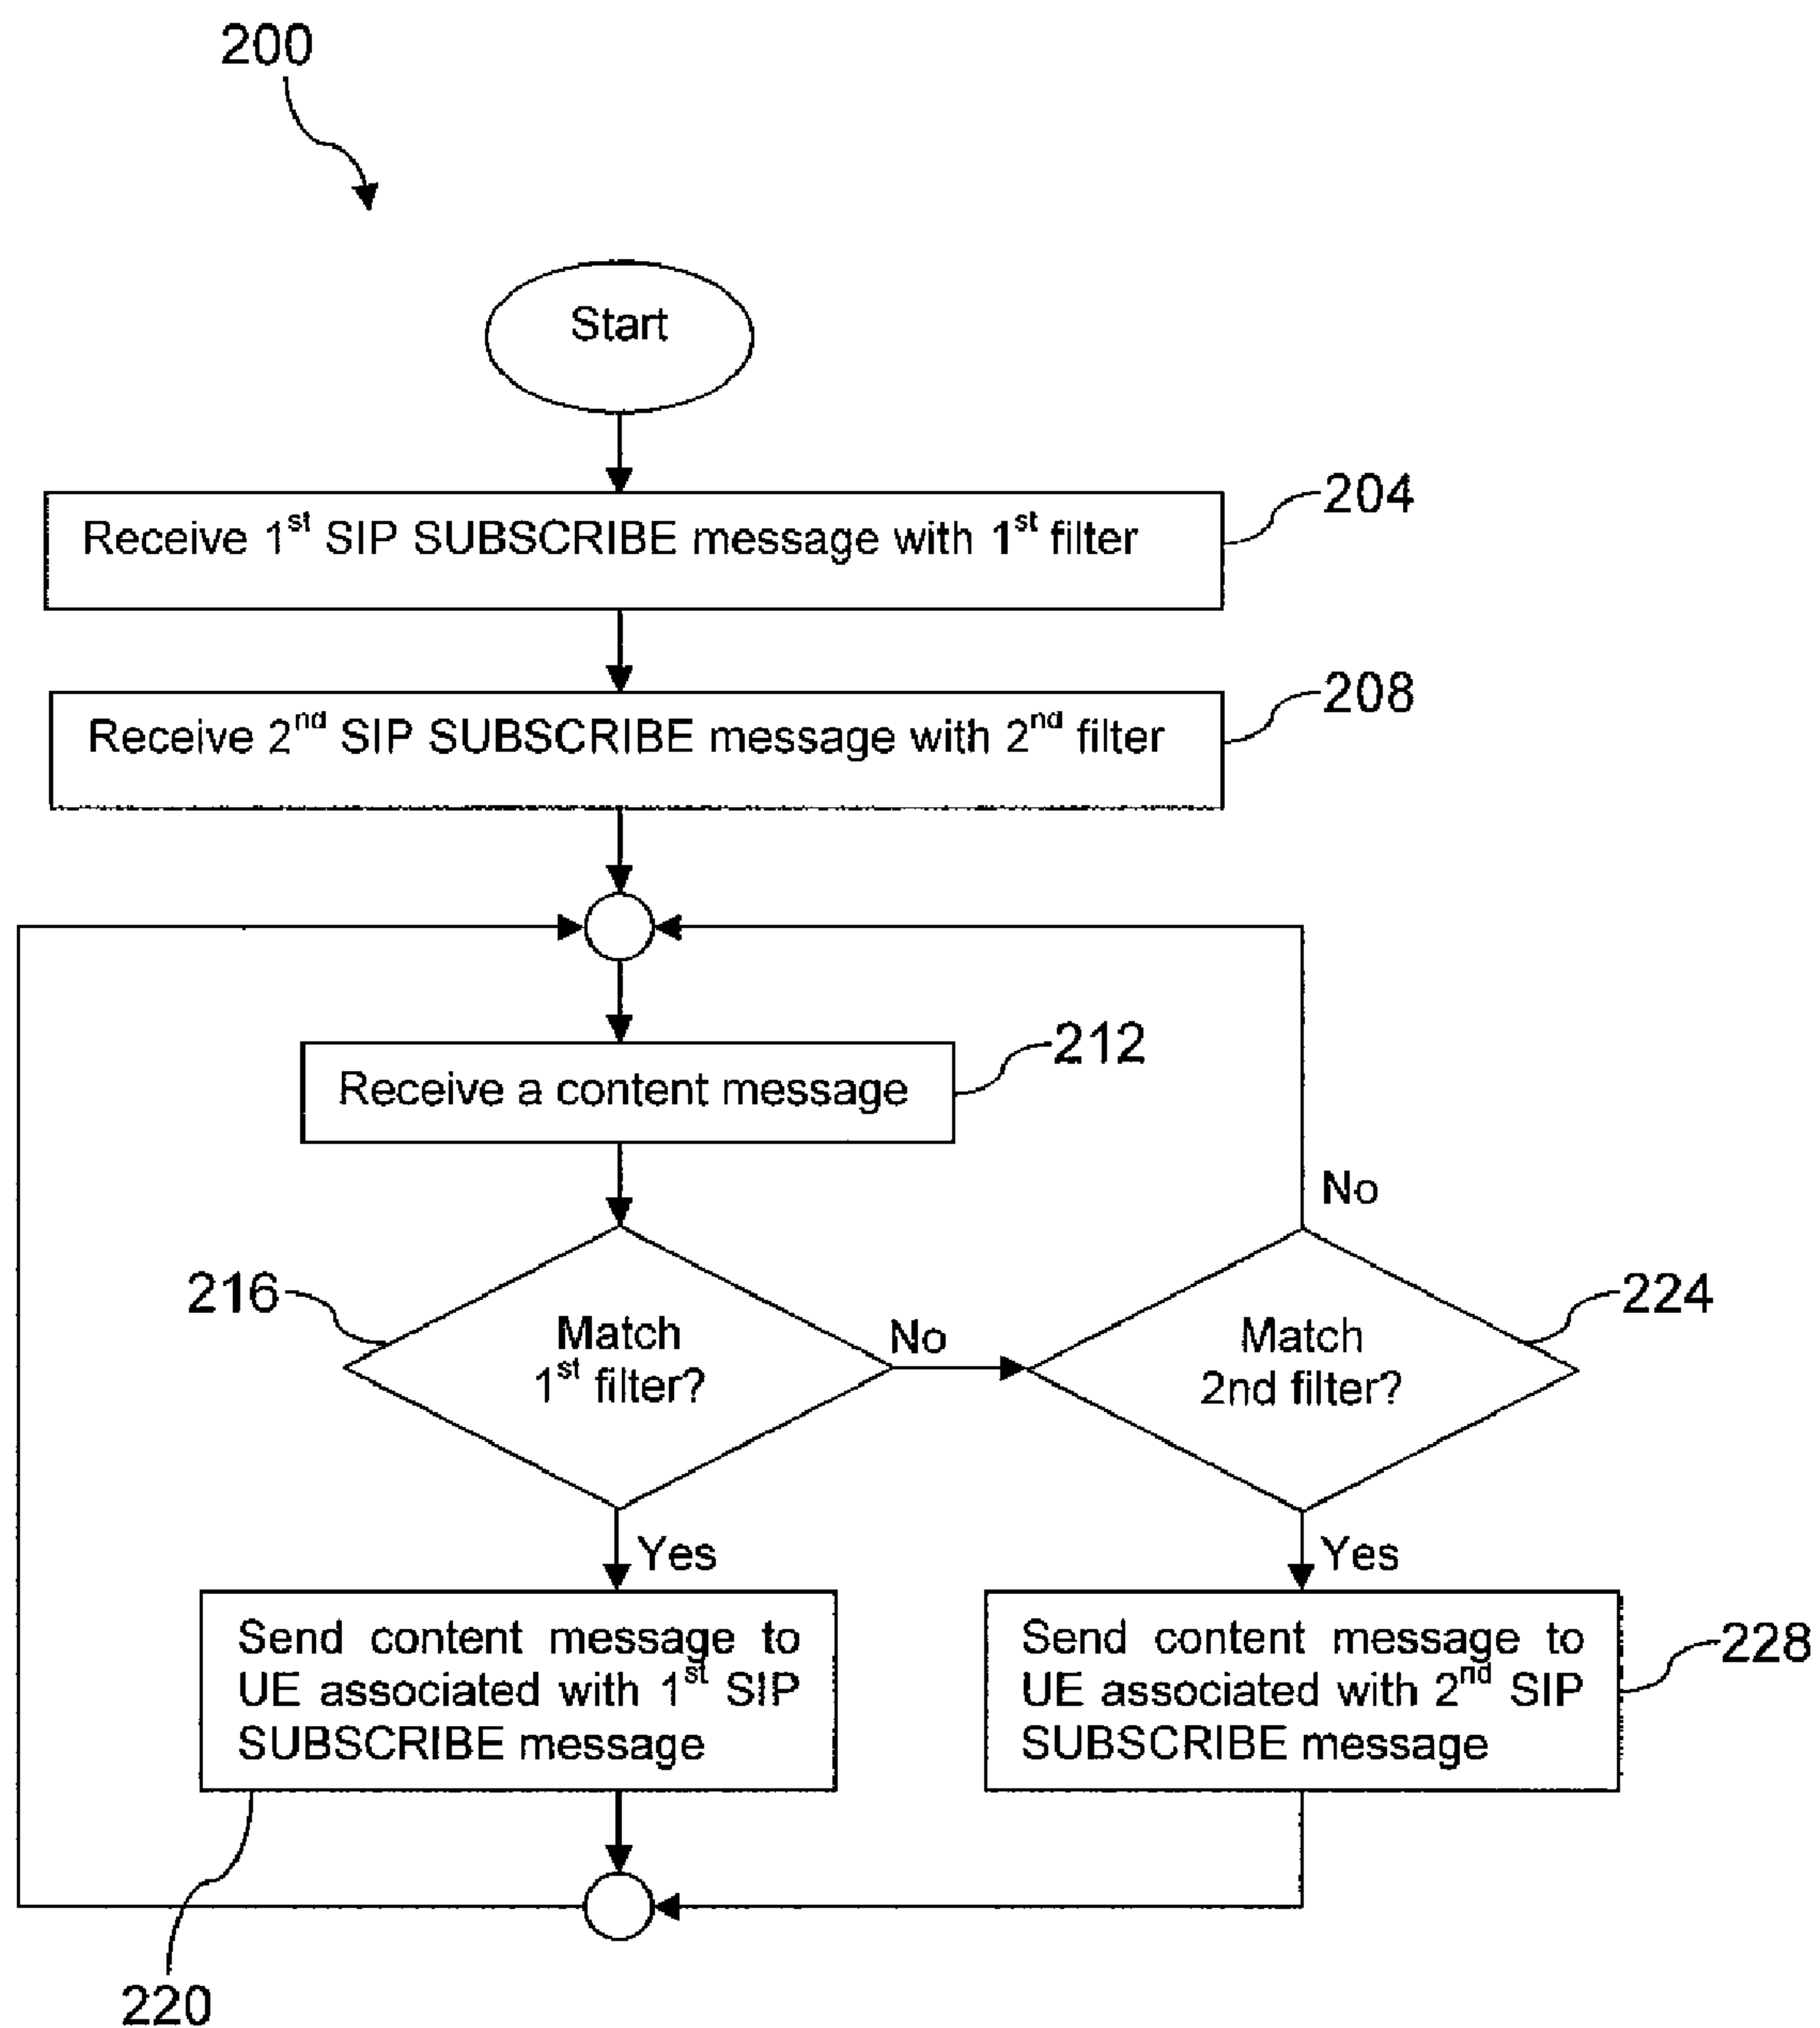 200
Start
204
Receive 1st SIP SUBSCRIBE message with 1st filter
208
Receive 2nd SIP SUBSCRIBE message with 2nd filter
212
Receive a content message
No
216
224
Match
1st filter?
No
Match
2nd filter?
Yes
Yes
Send content message to
UE associated with 1st SIP
SUBSCRIBE message
Send content message to
UE associated with 2nd SIP
SUBSCRIBE message
228
220